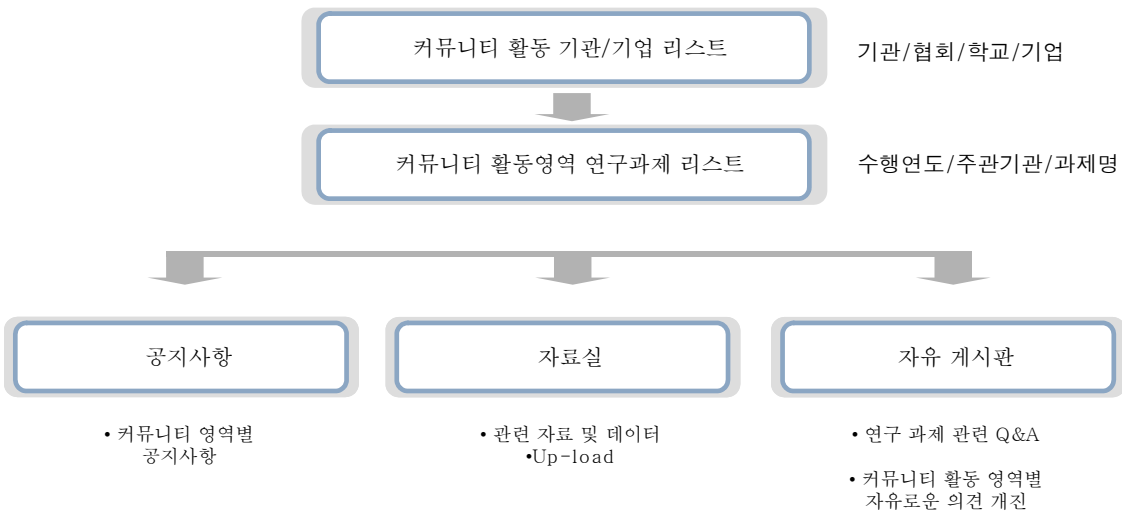 커뮤니티 활동 기관/기업 리스트
기관/협회/학교/기업
커뮤니티 활동영역 연구과제 리스트
수행연도/주관기관/과제명
공지사항
자료실
자유 게시판
• 커뮤니티 영역별
공지사항
• 관련 자료 및 데이터
•Up-load
• 연구 과제 관련 Q&A
• 커뮤니티 활동 영역별
자유로운 의견 개진